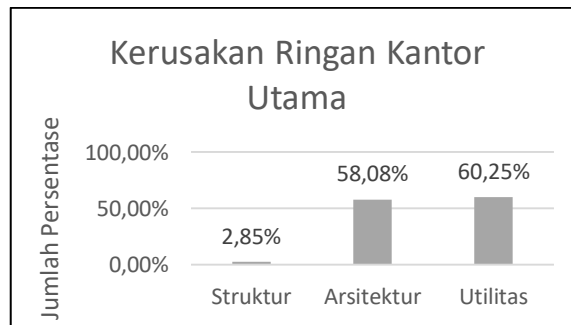 Kerusakan Ringan Kantor
Utama
Jumlah Persentase
100,00%
50,00%
0,00%
2,85%
58,08%
60,25%
Struktur
Arsitektur
Utilitas